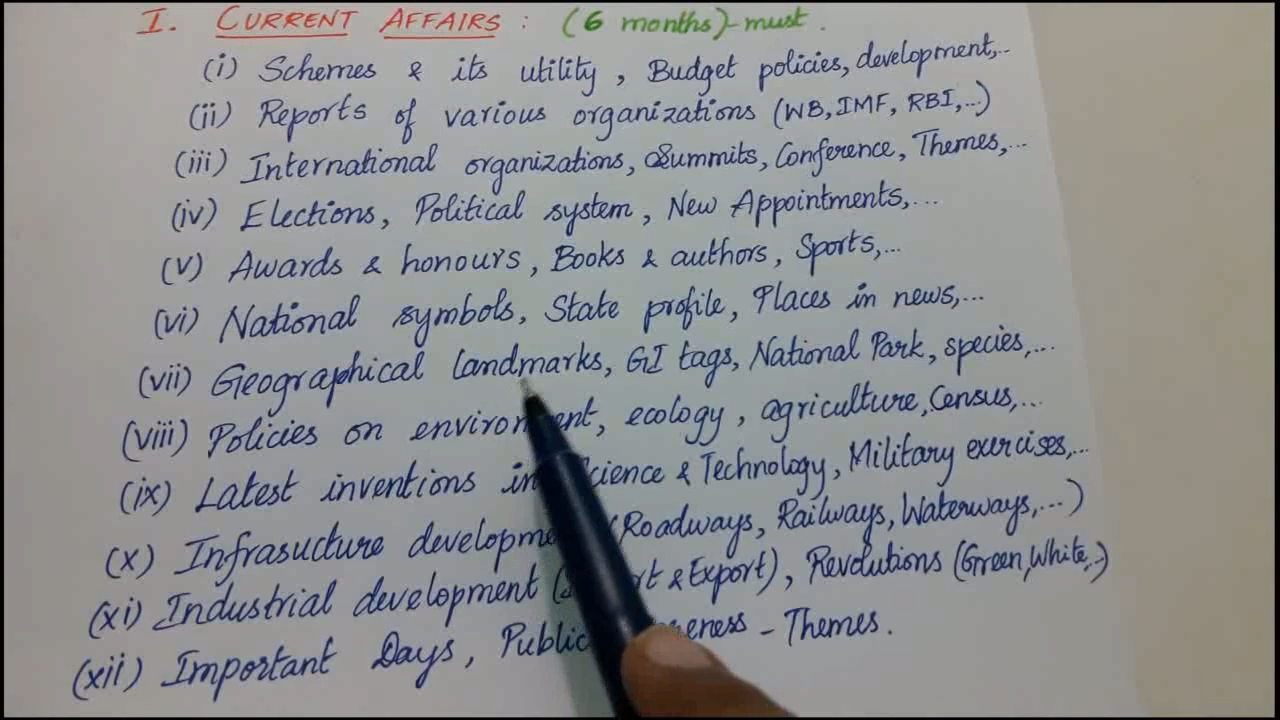 I. CURRENT AFFAIRS : (6 months)-must.
(i) Schemes & its utility, Budget policies, development,..
(ii) Reports of various organizations (WB, IMF, RBI,..)
(iii) International organizations, Summits, Conference, Themes,...
(iv) Elections, Political system, New Appointments,...
(v) Awards & honours, Books & authors, Sports,...
(vi) National symbols, State profile, Places in news,...
(vii) Geographical landmarks, GI tags, National Park, species,...
(viii) Policies on environment, ecology, agriculture, Census,...
(ix) Latest inventions in Science & Technology, Military exercises,...
(x) Infrasucture development (Roadways, Railways, Waterways,...)
(xi) Industrial development ( & Export), Revolutions (Green, White,..)
(xii) Important Days, Public - Themes.